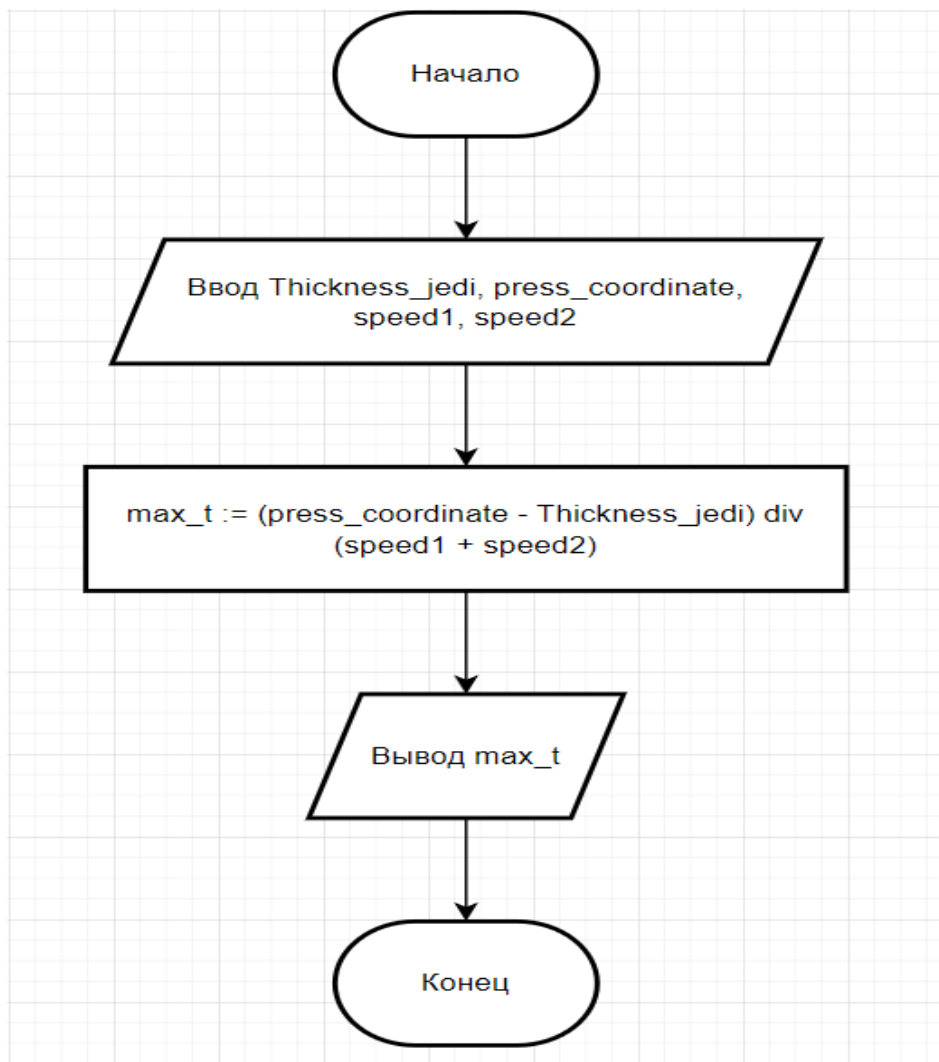 Начало
Ввод Thickness_jedi, press_coordinate,
speed1, speed2
max_t := (press_coordinate - Thickness_jedi) div
(speed1 + speed2)
Вывод max_t
Конец